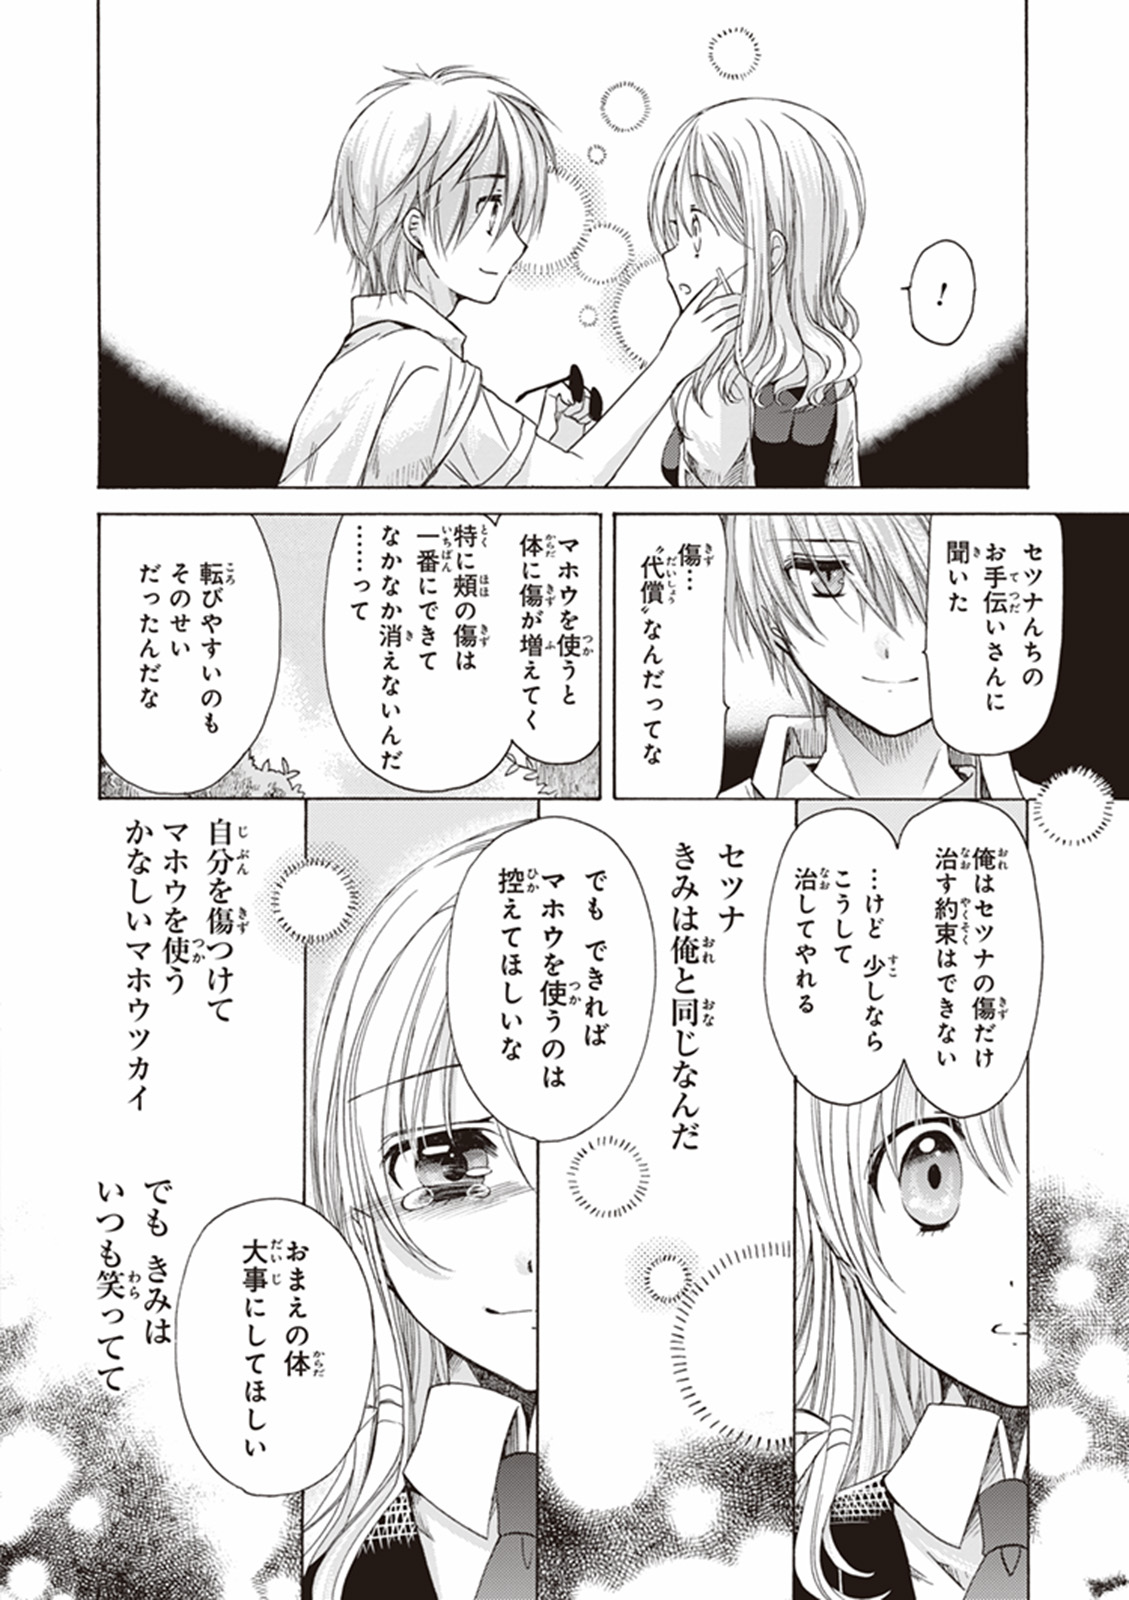 ！
セツナんちの
お手伝いさんに
聞いた
傷…
〝代償〟なんだってな
マホウを使うと
体に傷が増えてく
特に頬の傷は
一番にできて
なかなか消えないんだ
……って
転びやすいのも
そのせい
だったんだな
俺はセツナの傷だけ
治す約束はできない
…けど 少しなら
こうして
治してやれる
セツナ
きみは俺と同じなんだ
でも できれば
マホウを使うのは
控えてほしいな
自分を傷つけて
マホウを使う
かなしいマホウツカイ
おまえの体
大事にしてほしい
でも きみは
いつも笑ってて